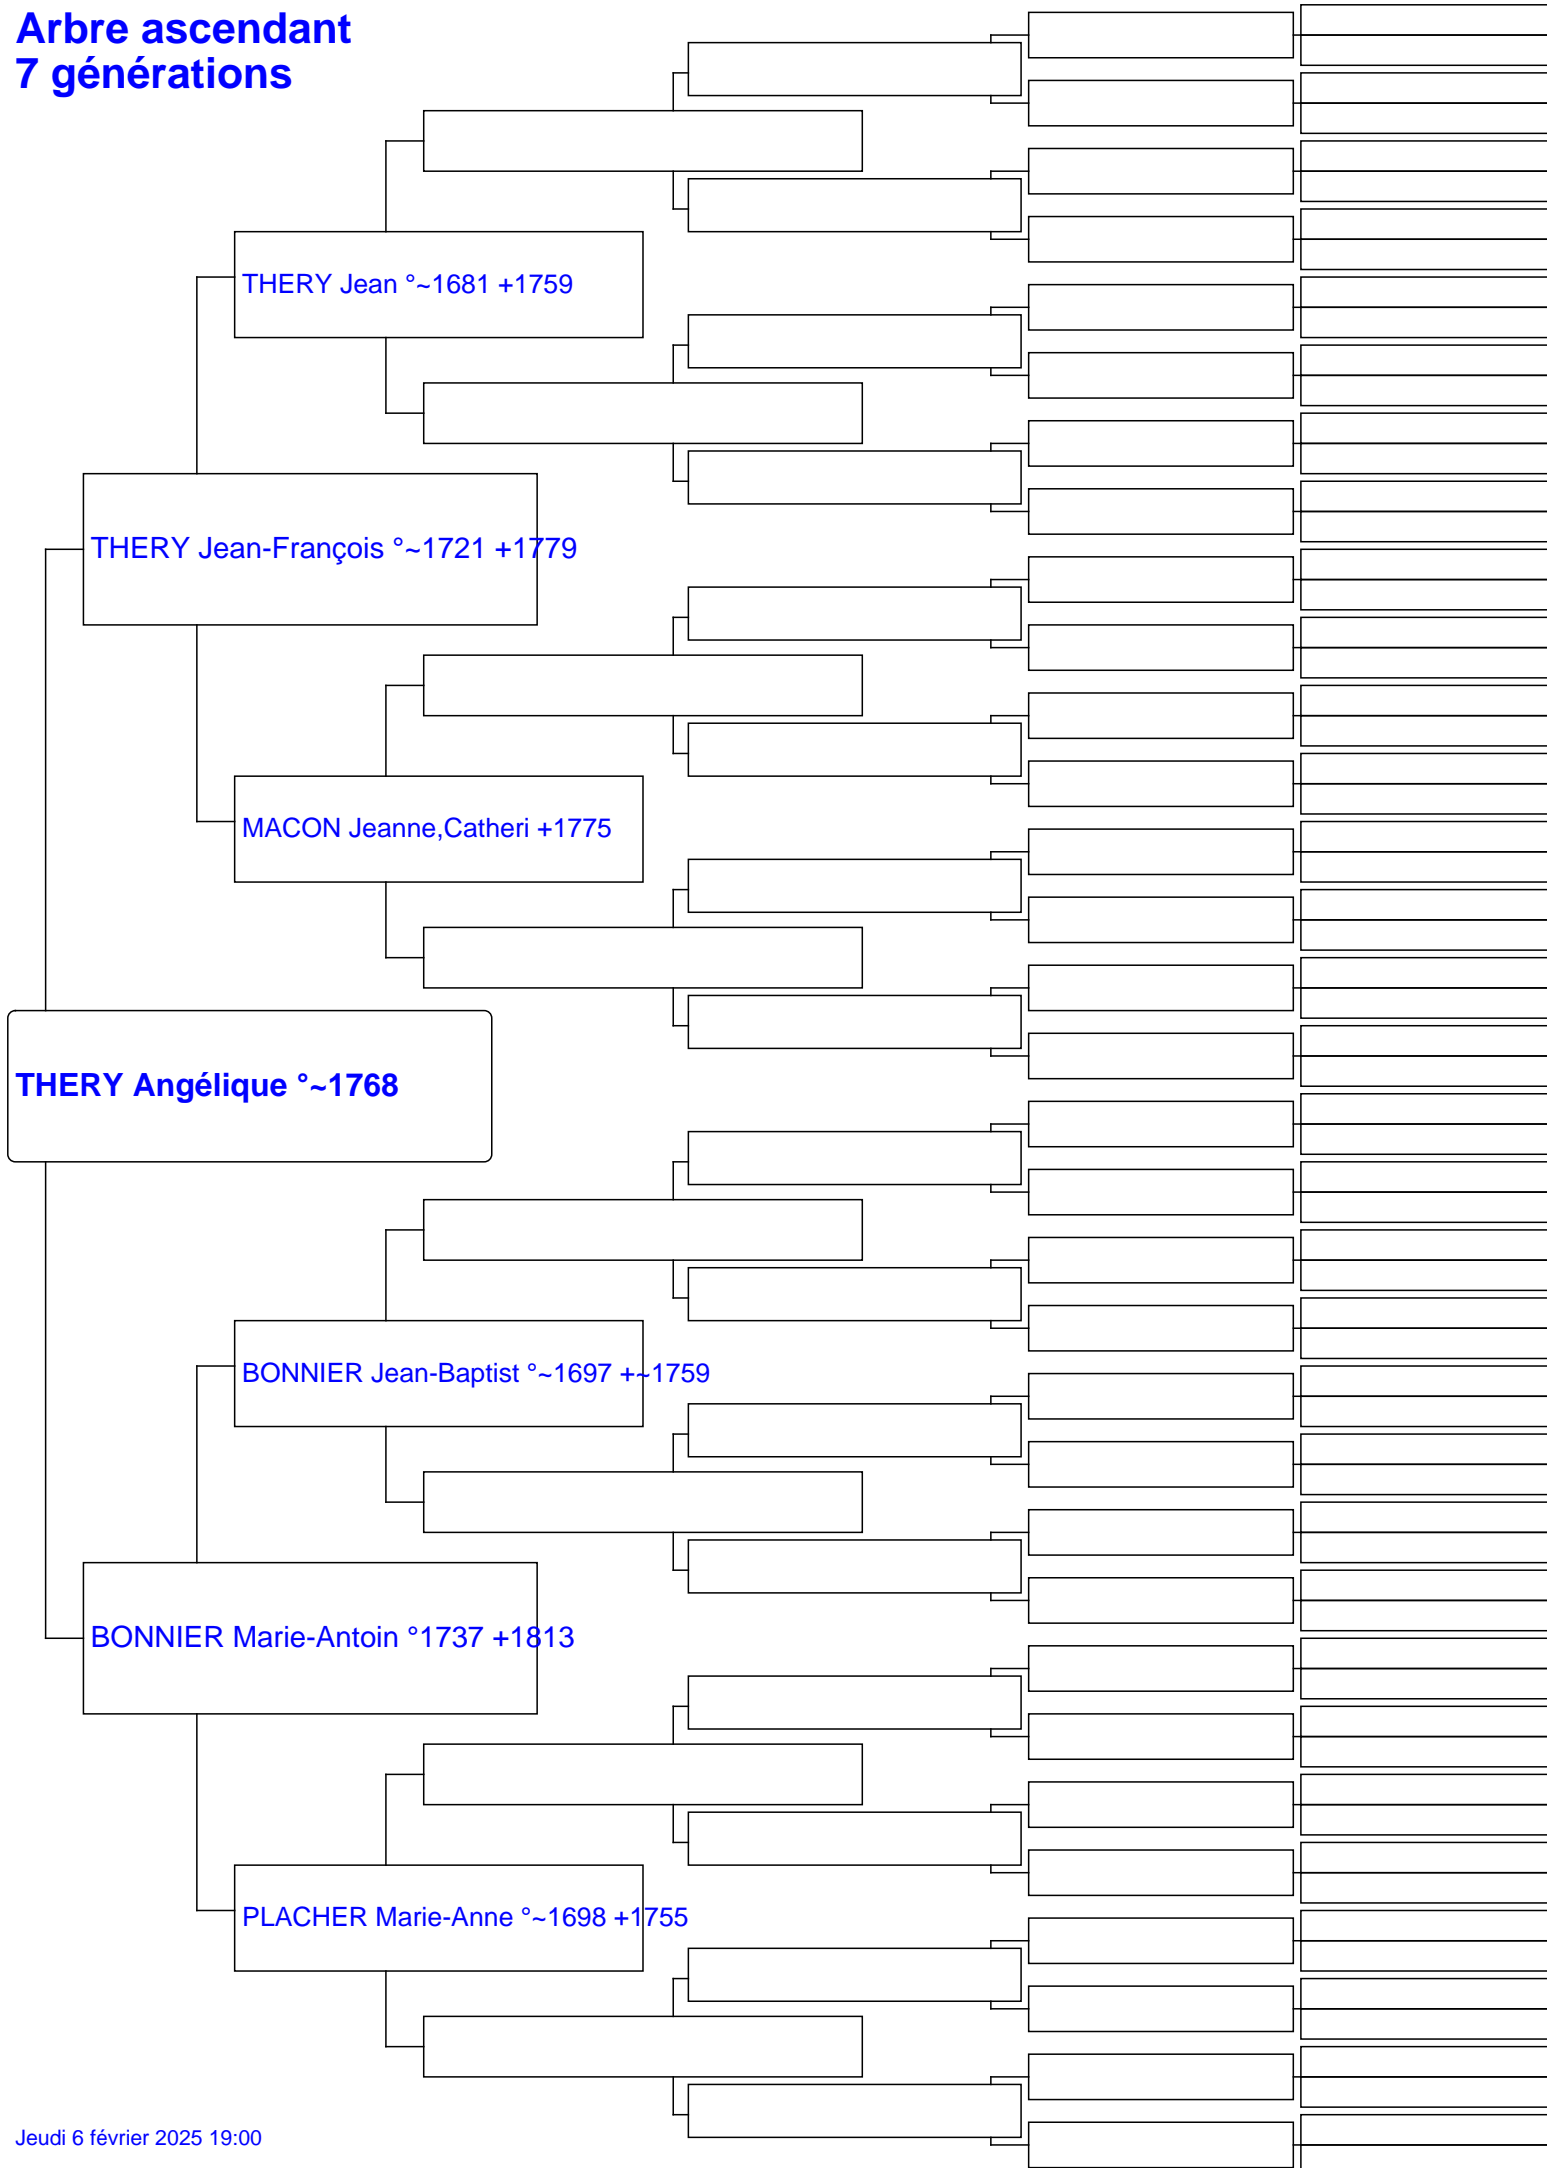 Arbre ascendant
7 générations
THERY Jean °~1681 +1759
THERY Jean-François °~1721 +1779
MACON Jeanne,Catheri +1775
THERY Angélique °~1768
BONNIER Jean-Baptist °~1697 +~1759
BONNIER Marie-Antoin °1737 +1813
PLACHER Marie-Anne °~1698 +1755
Jeudi 6 février 2025 19:00